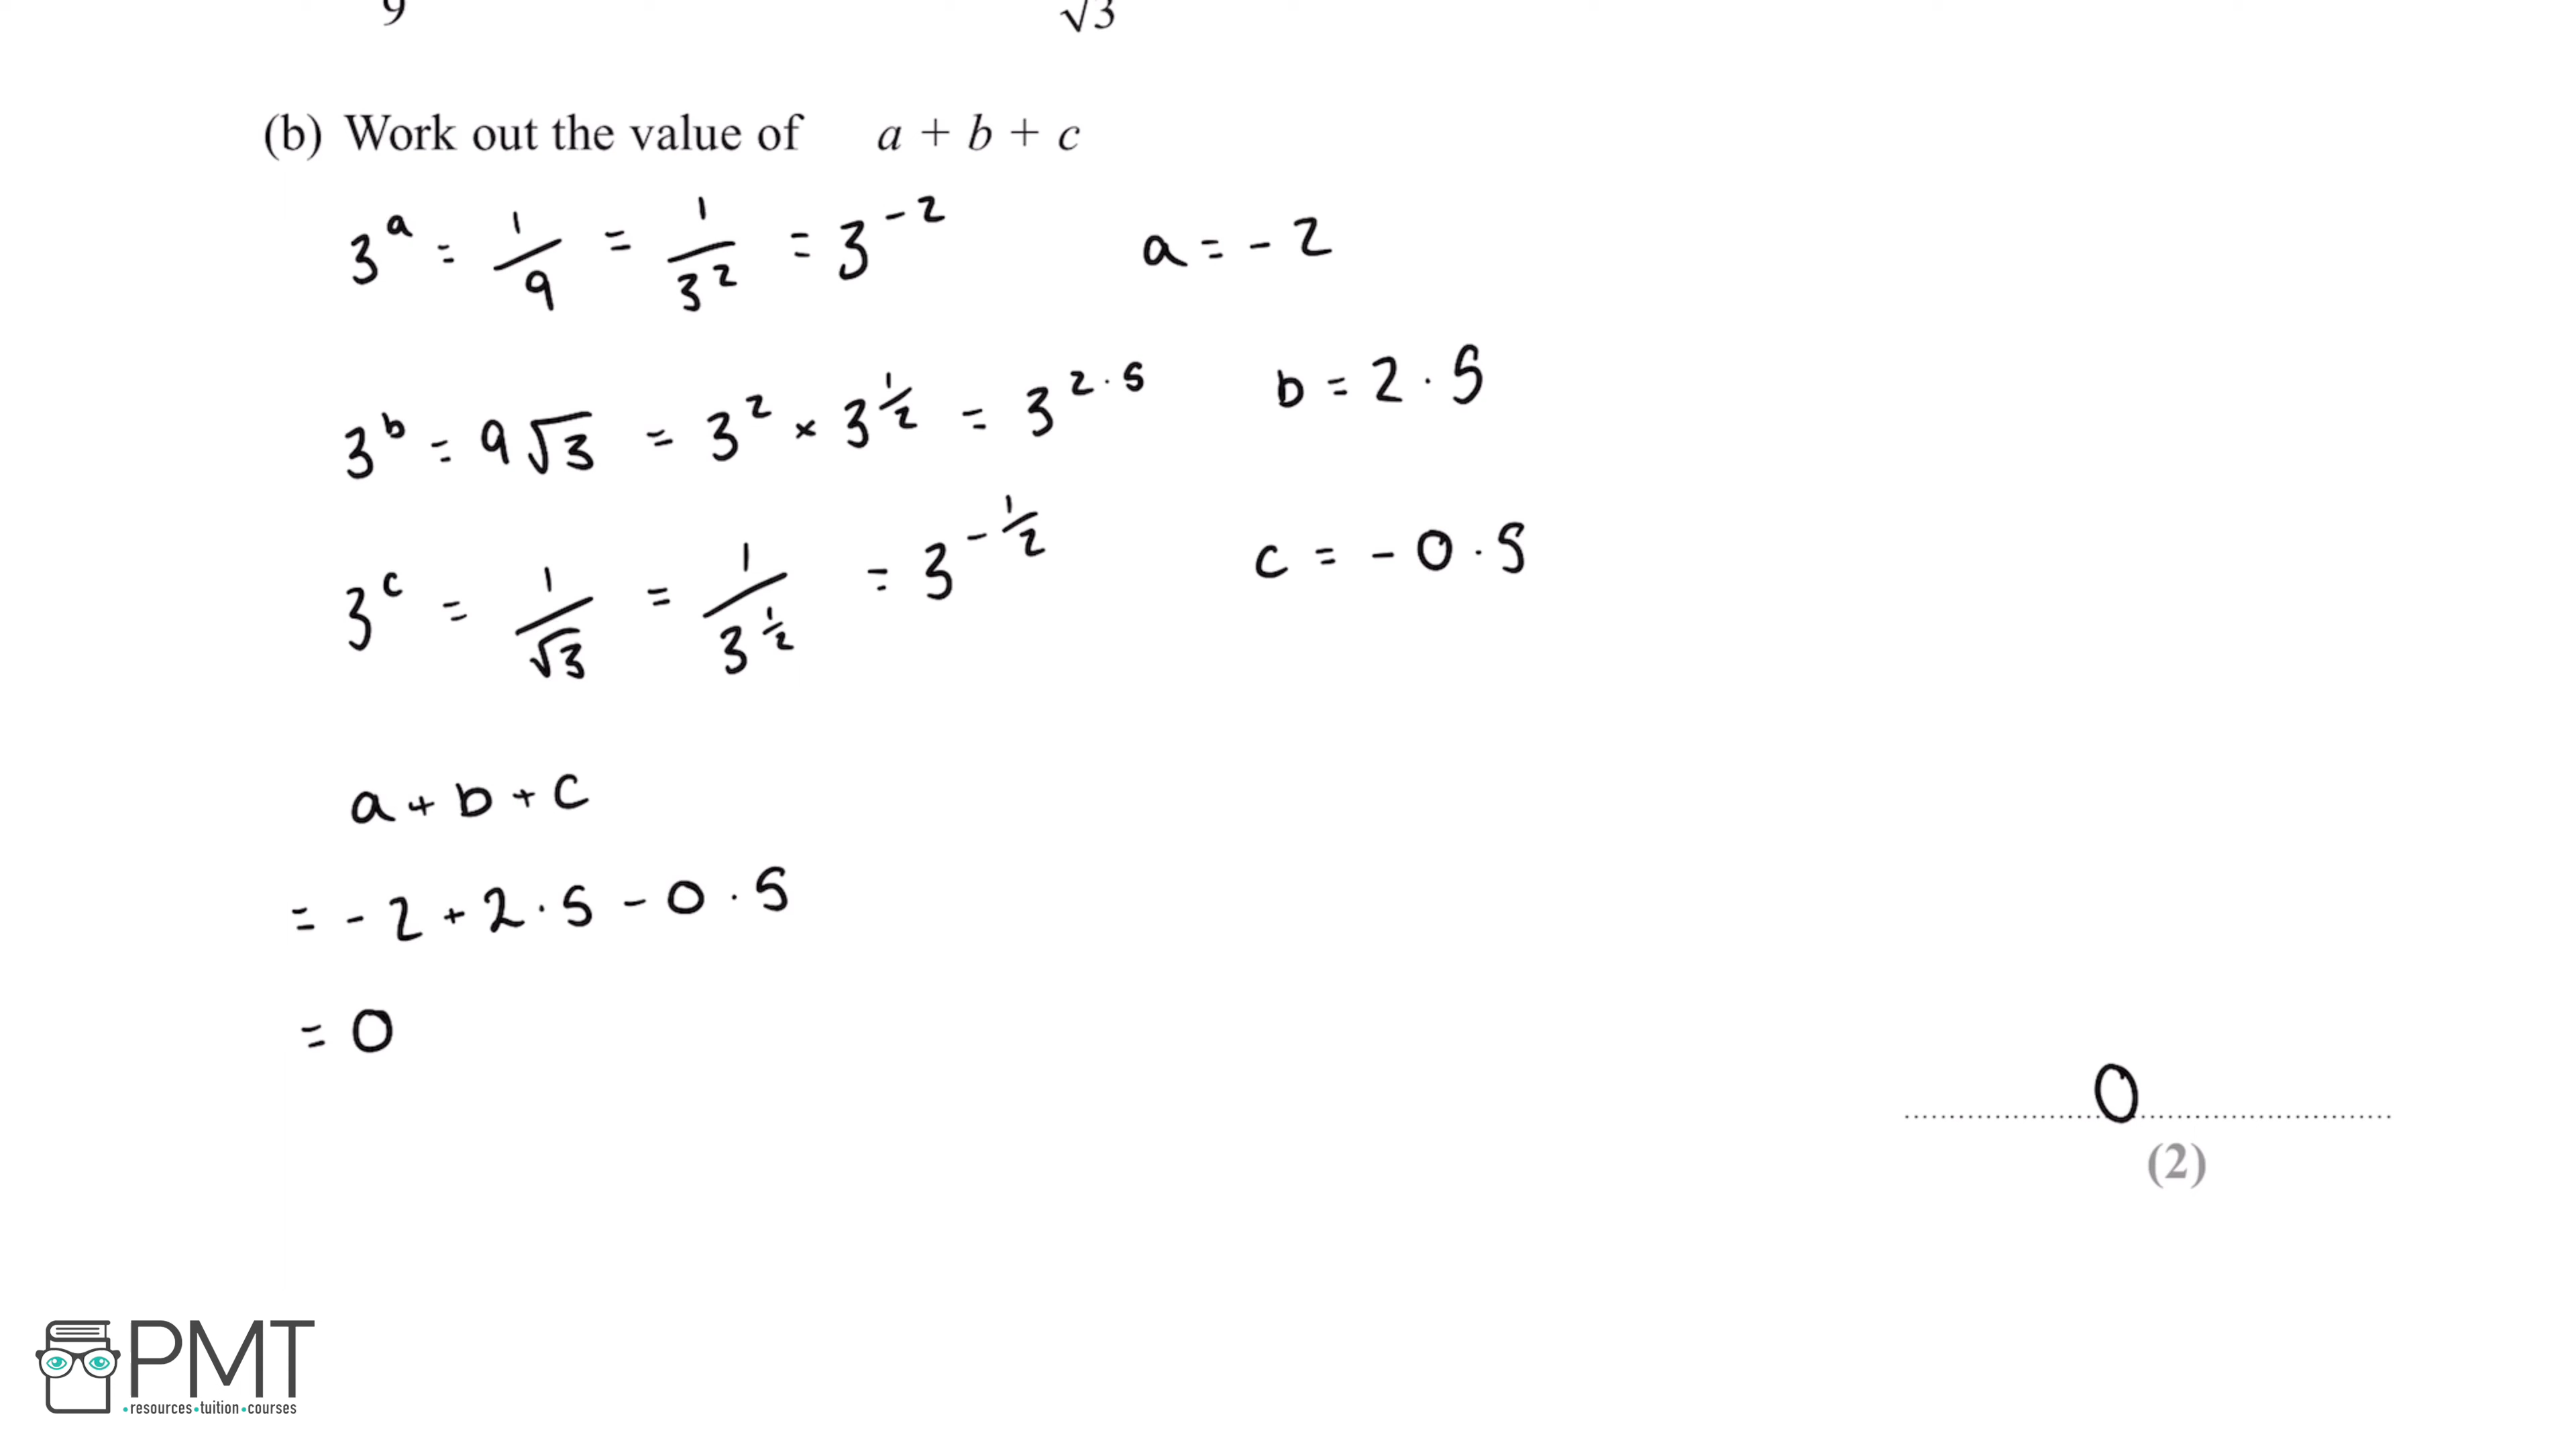 9 √3
(b) Work out the value of a + b + c
3^a = 1/9 = 1/3^2 = 3^-2 a = -2
3^b = 9√3 = 3^2 × 3^1/2 = 3^2·5 b = 2·5
3^c = 1/√3 = 1/3^1/2 = 3^-1/2 c = -0·5
a + b + c
= -2 + 2·5 - 0·5
= 0
0
(2)
PMT
•resources•tuition•courses